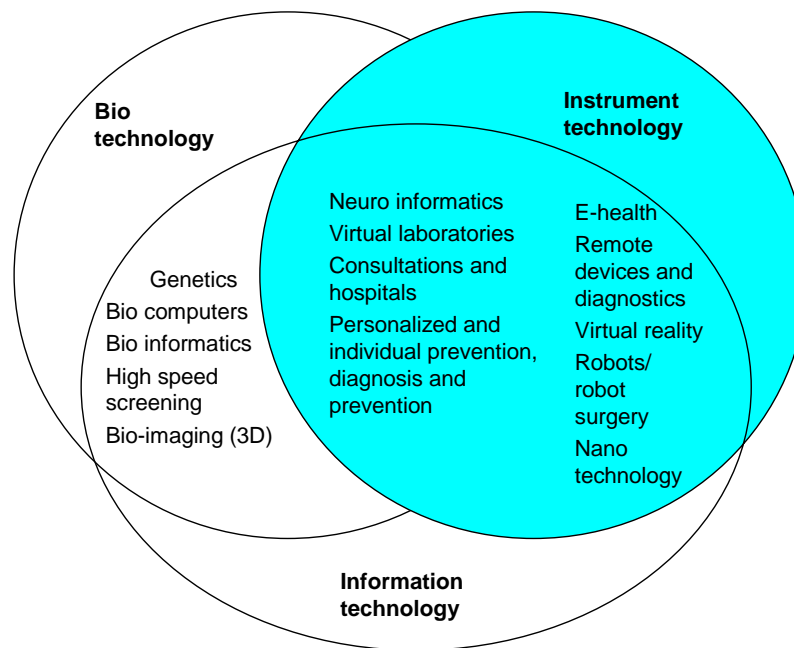 Bio
technology
Instrument
technology
Genetics
Bio computers
Bio informatics
High speed
screening
Bio-imaging (3D)
Neuro informatics
Virtual laboratories
Consultations and
hospitals
Personalized and
individual prevention,
diagnosis and
prevention
E-health
Remote
devices and
diagnostics
Virtual reality
Robots/
robot
surgery
Nano
technology
Information
technology